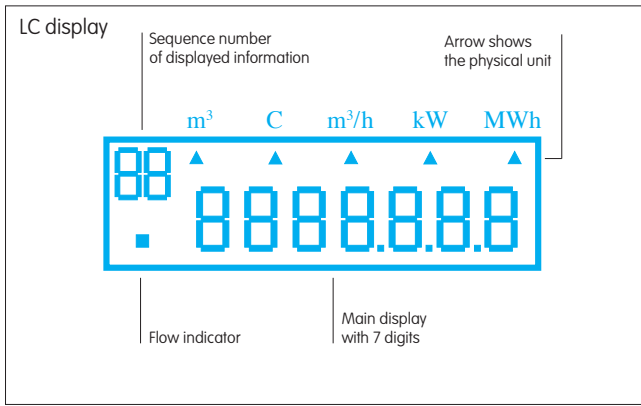 LC display
Sequence number
of displayed information
Arrow shows
the physical unit
m³ C m³/h kW MWh
88
8888.8.8.8
Flow indicator
Main display
with 7 digits